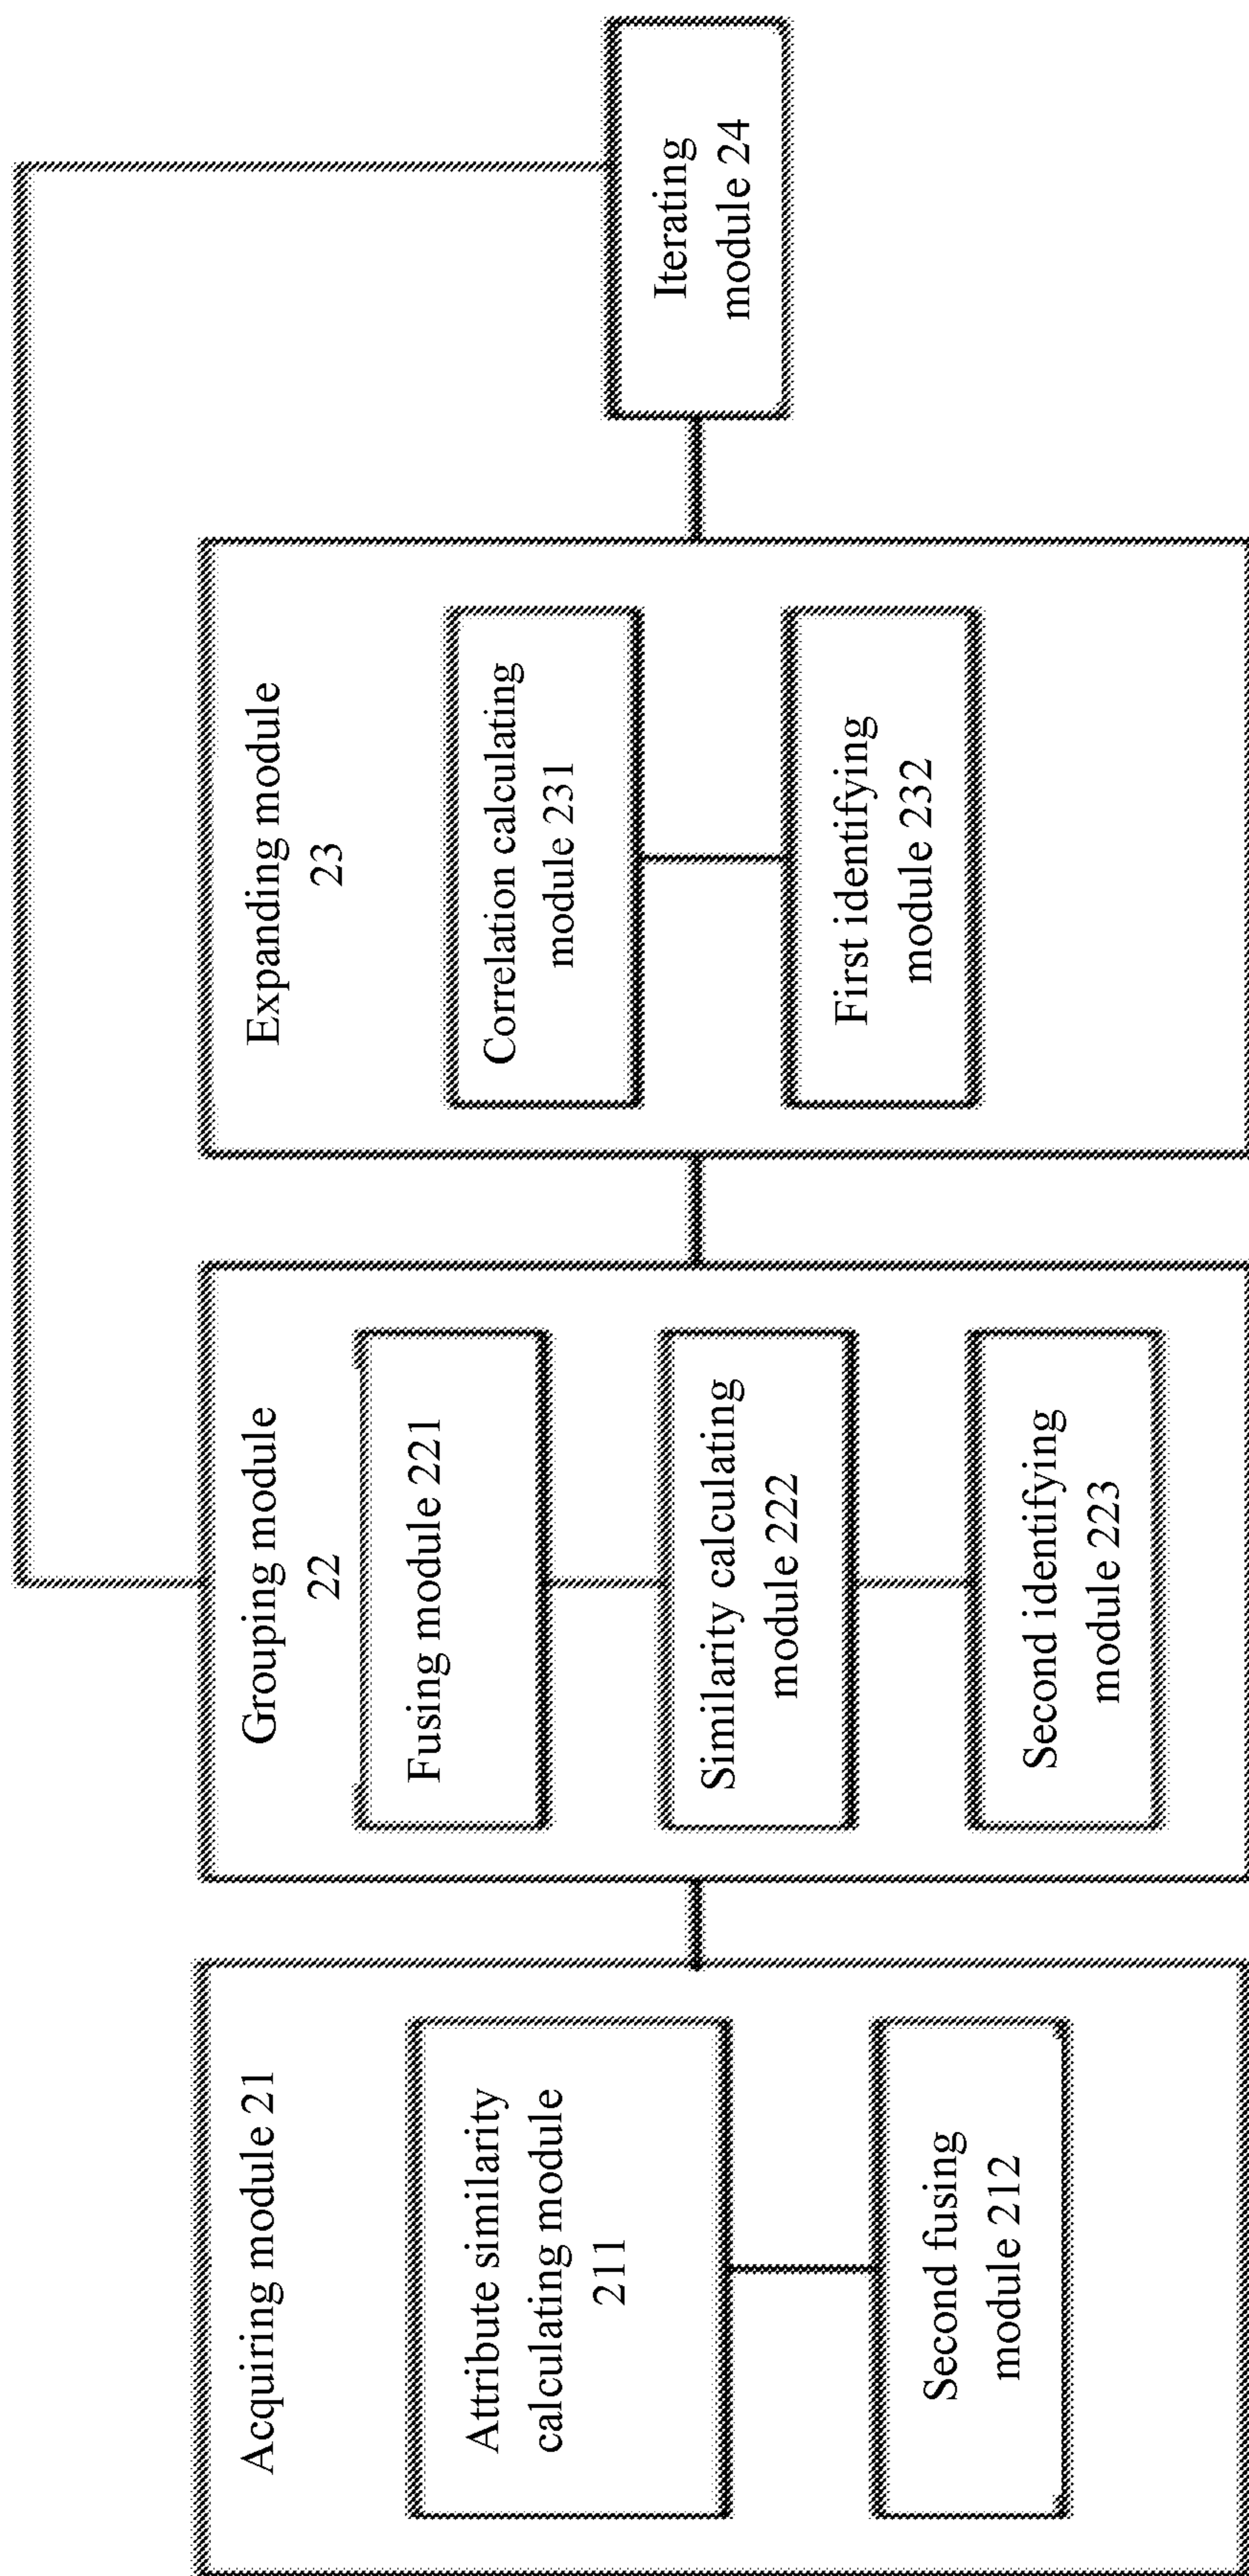 Acquiring module 21
Attribute similarity
calculating module
211
Second fusing
module 212
Grouping module
22
Fusing module 221
Similarity calculating
module 222
Second identifying
module 223
Expanding module
23
Correlation calculating
module 231
First identifying
module 232
Iterating
module 24